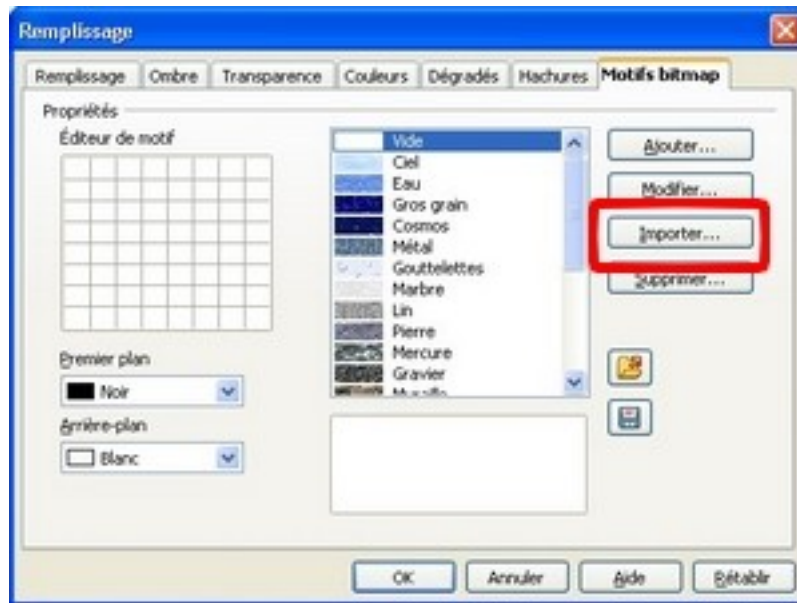 Remplissage
Remplissage Ombre Transparence Couleurs Dégradés Hachures Motifs bitmap
Propriétés
Éditeur de motif
Vide
Ciel
Eau
Gros grain
Cosmos
Métal
Gouttelettes
Marbre
Lin
Pierre
Mercure
Gravier
Muraille
Ajouter...
Modifier...
Importer...
Supprimer...
Premier plan
Noir
Arrière-plan
Blanc
OK Annuler Aide Rétablir